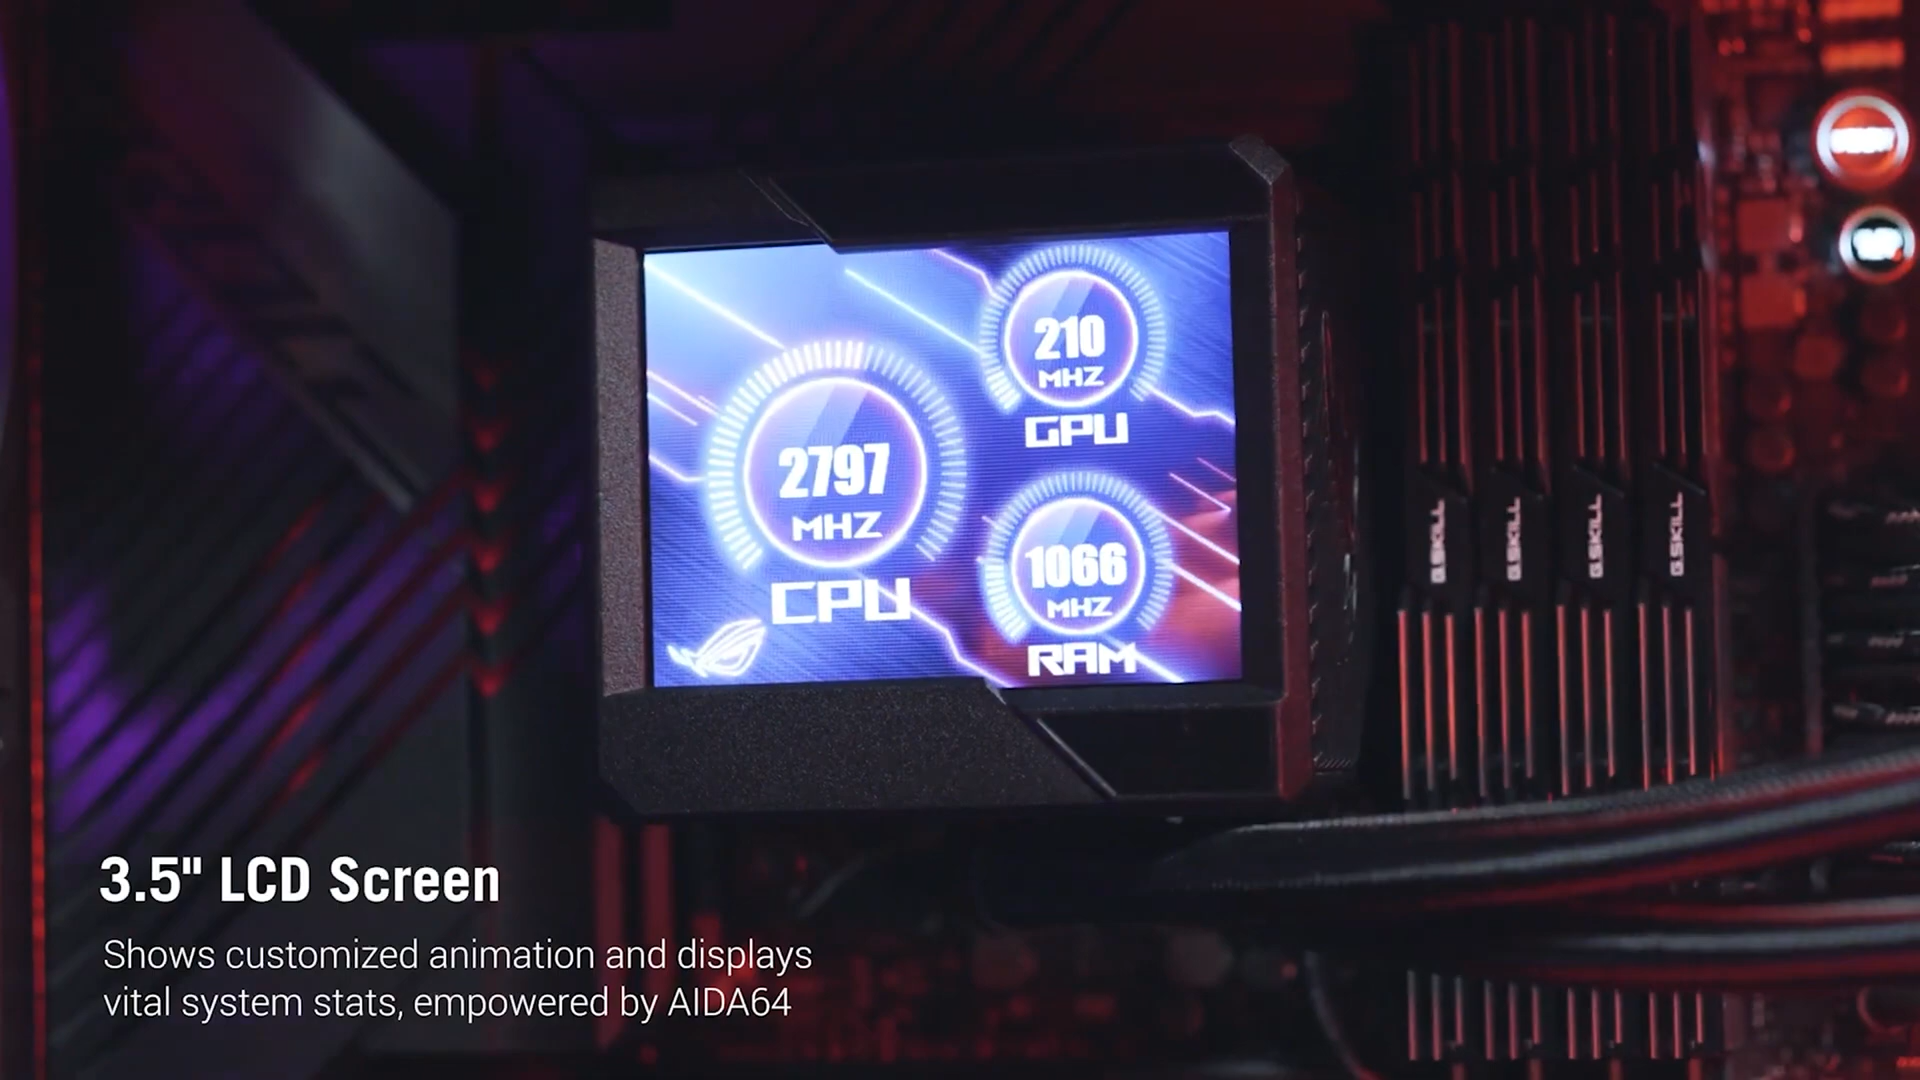 210
MHZ
GPU
2797
MHZ
CPU
1066
MHZ
RAM
G.SKILL
G.SKILL
G.SKILL
G.SKILL
3.5" LCD Screen
Shows customized animation and displays
vital system stats, empowered by AIDA64